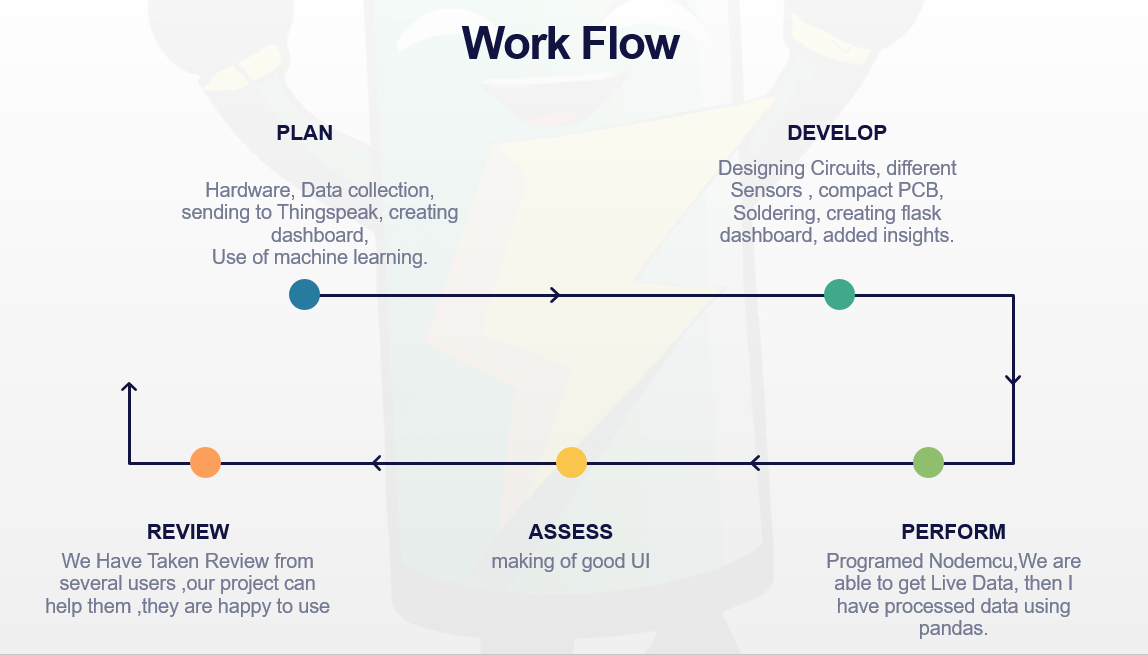 Work Flow
PLAN
Hardware, Data collection,
sending to Thingspeak, creating
dashboard,
Use of machine learning.
DEVELOP
Designing Circuits, different
Sensors , compact PCB,
Soldering, creating flask
dashboard, added insights.
REVIEW
We Have Taken Review from
several users ,our project can
help them ,they are happy to use
ASSESS
making of good UI
PERFORM
Programed Nodemcu,We are
able to get Live Data, then I
have processed data using
pandas.